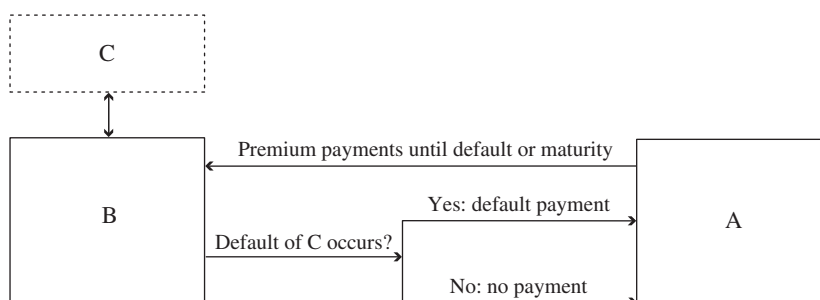 C
Premium payments until default or maturity
B
Yes: default payment
A
Default of C occurs?
No: no payment